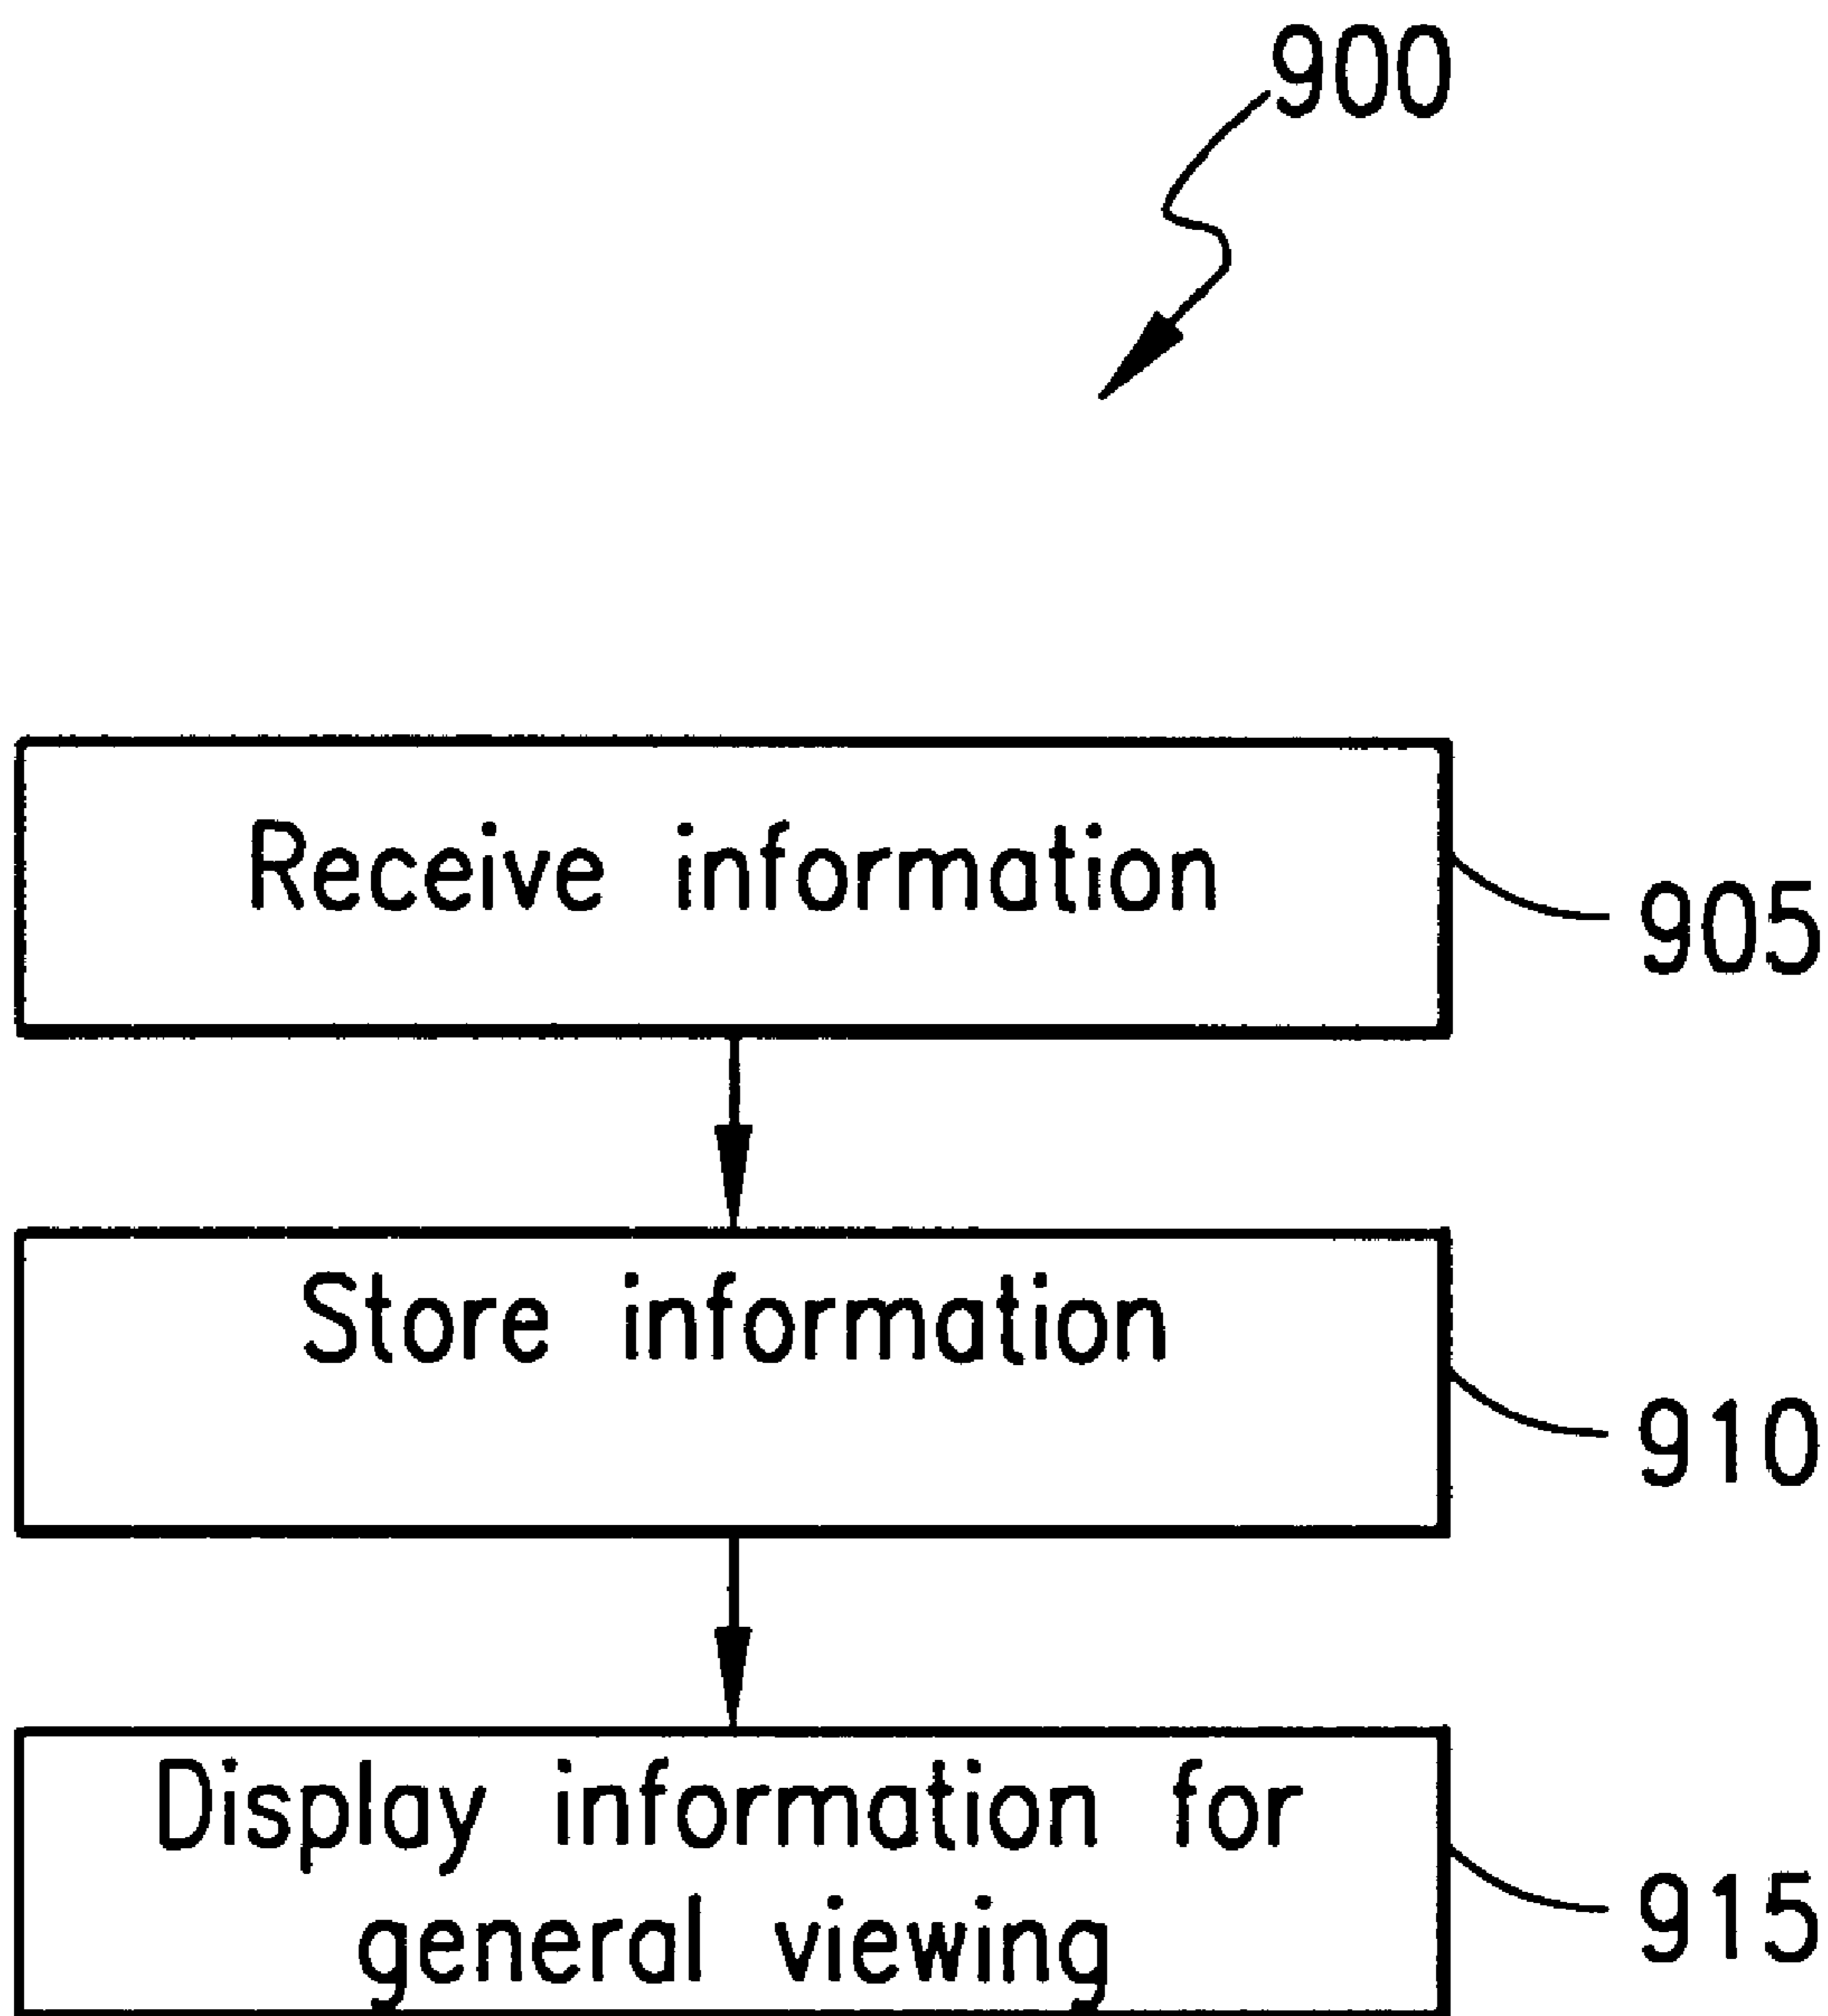 900
Receive information
905
Store information
910
Display information for
general viewing
915